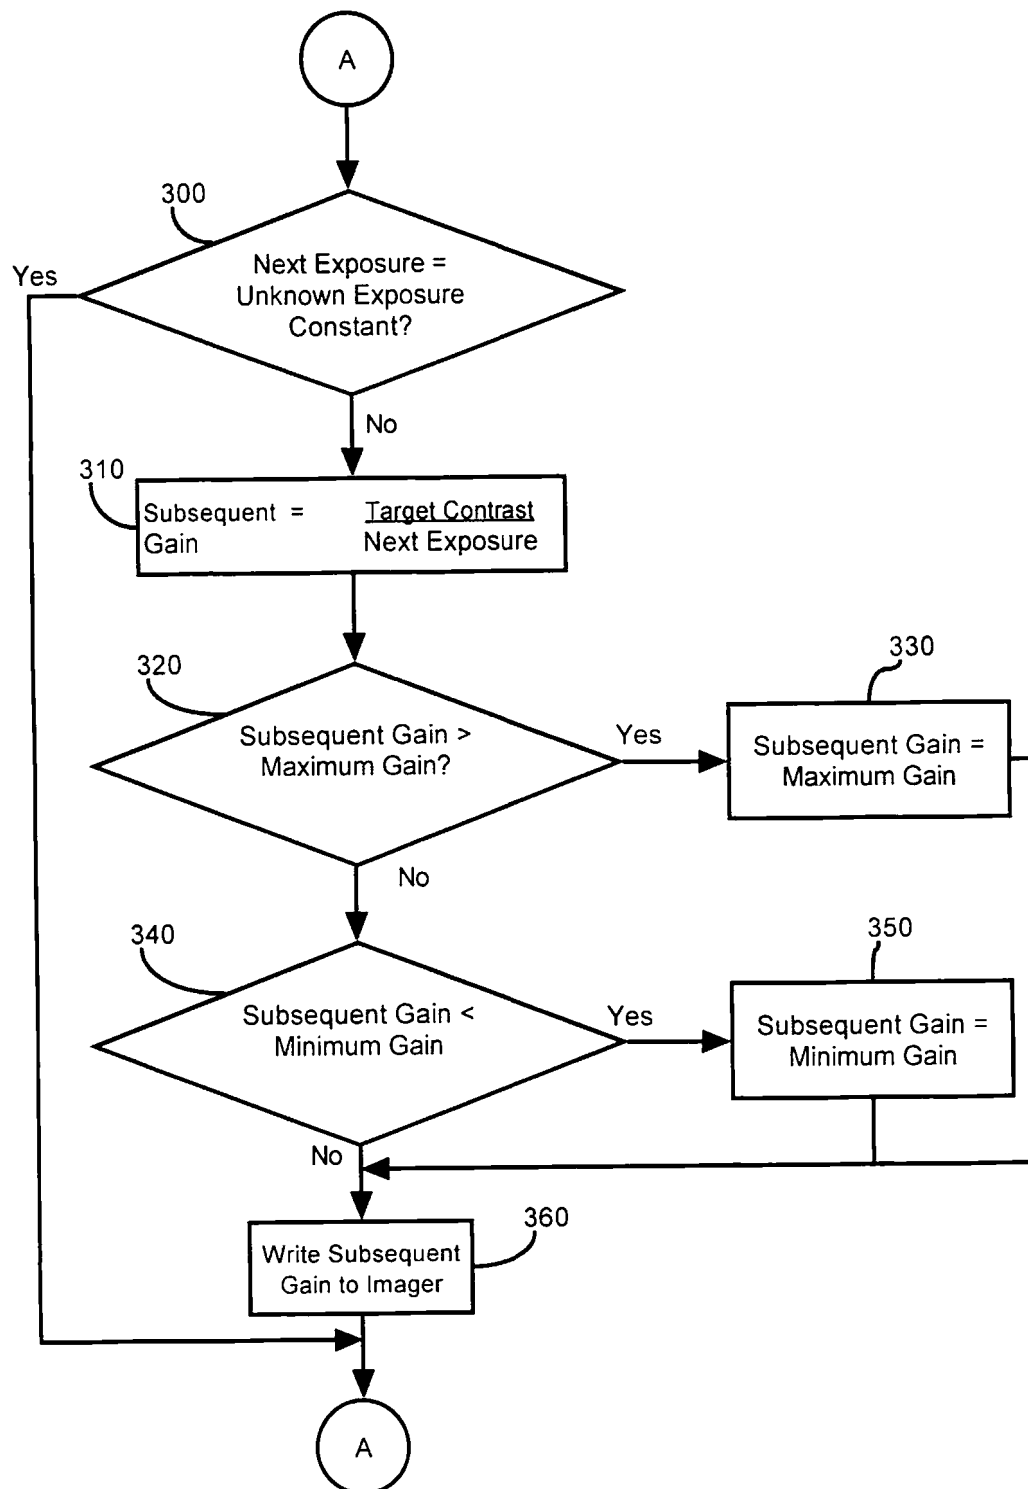 A
300
Yes
Next Exposure =
Unknown Exposure
Constant?
No
310
Subsequent = Target Contrast
Gain Next Exposure
320
Subsequent Gain >
Maximum Gain?
Yes
330
Subsequent Gain =
Maximum Gain
No
340
Subsequent Gain <
Minimum Gain
Yes
350
Subsequent Gain =
Minimum Gain
No
360
Write Subsequent
Gain to Imager
A